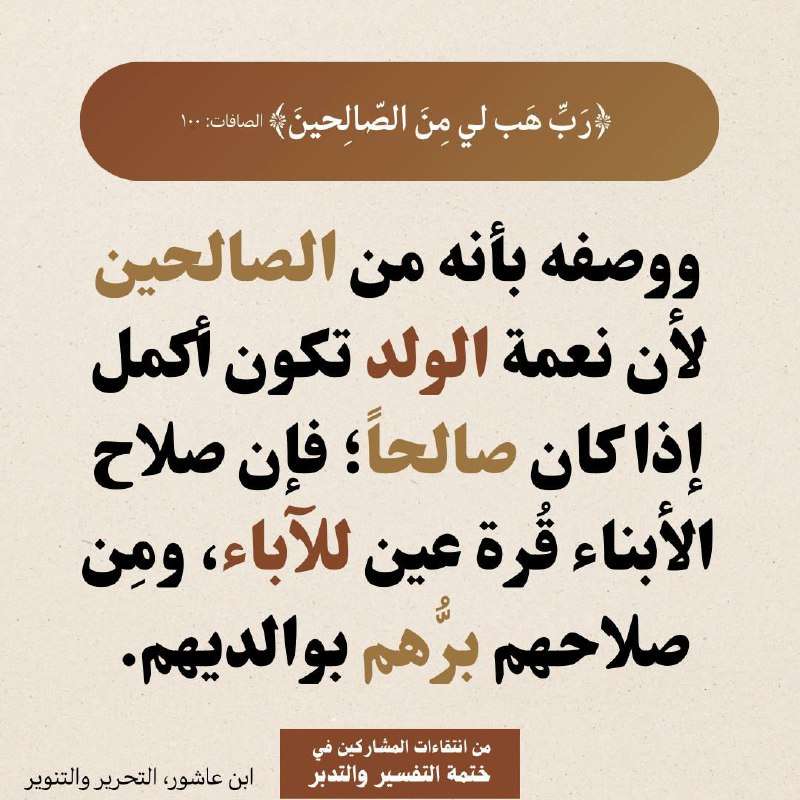 ﴿رَبِّ هَب لي مِنَ الصّالِحينَ﴾ الصافات: ١٠٠
ووصفه بأنه من الصالحين
لأن نعمة الولد تكون أكمل
إذا كان صالحاً؛ فإن صلاح
الأبناء قُرة عين للآباء، ومِن
صلاحهم برُّهم بوالديهم.
من انتقاءات المشاركين في
ختمة التفسير والتدبر
ابن عاشور، التحرير والتنوير